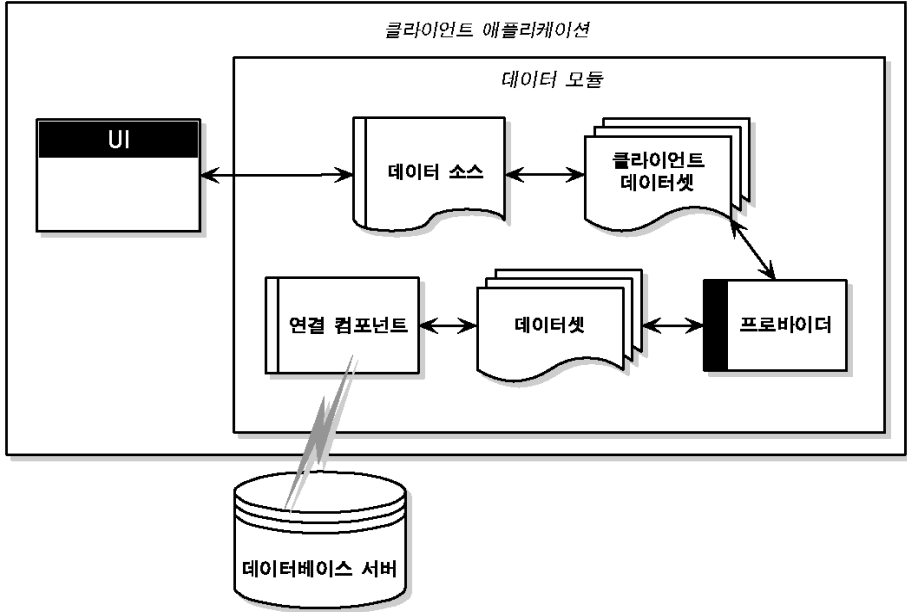 클라이언트 애플리케이션
데이터 모듈
UI
데이터 소스
클라이언트
데이터셋
연결 컴포넌트
데이터셋
프로바이더
데이터베이스 서버